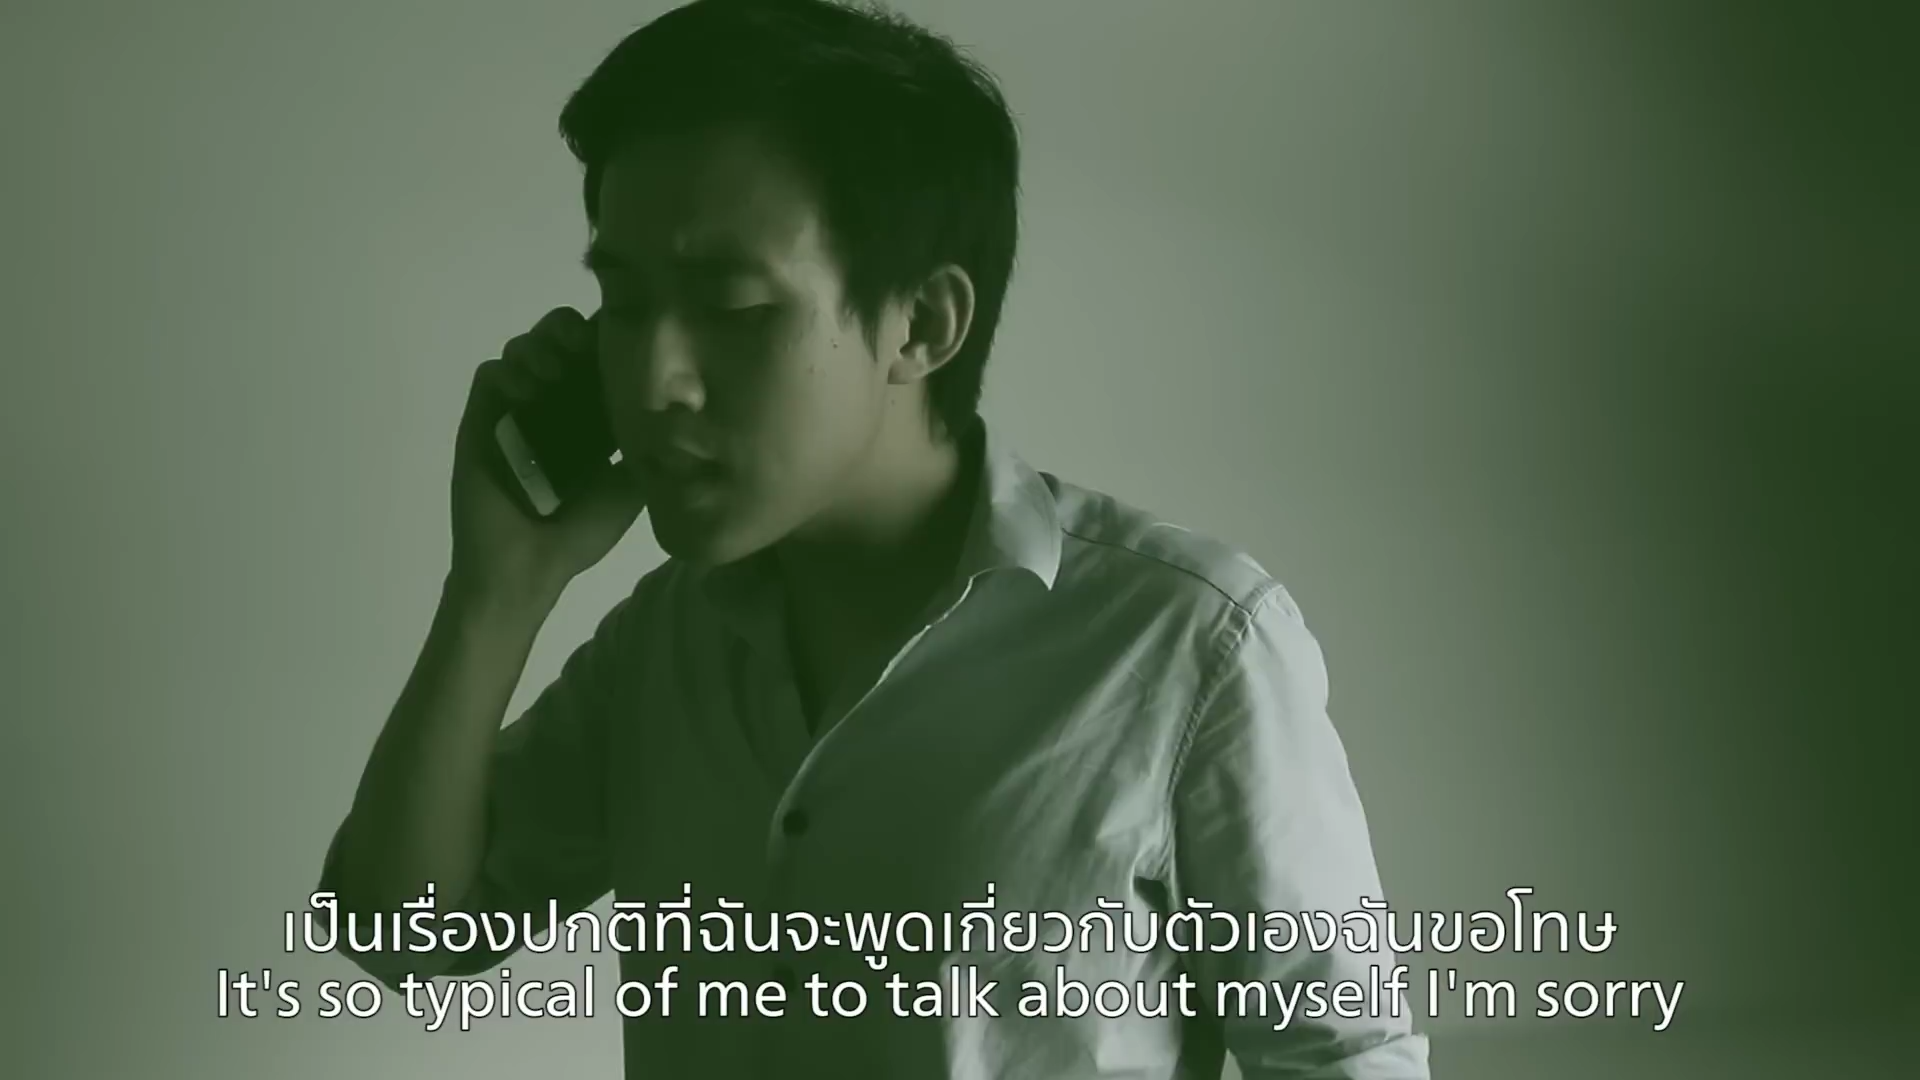 เป็นเรื่องปกติที่ฉันจะพูดเกี่ยวกับตัวเองฉันขอโทษ
It's so typical of me to talk about myself I'm sorry